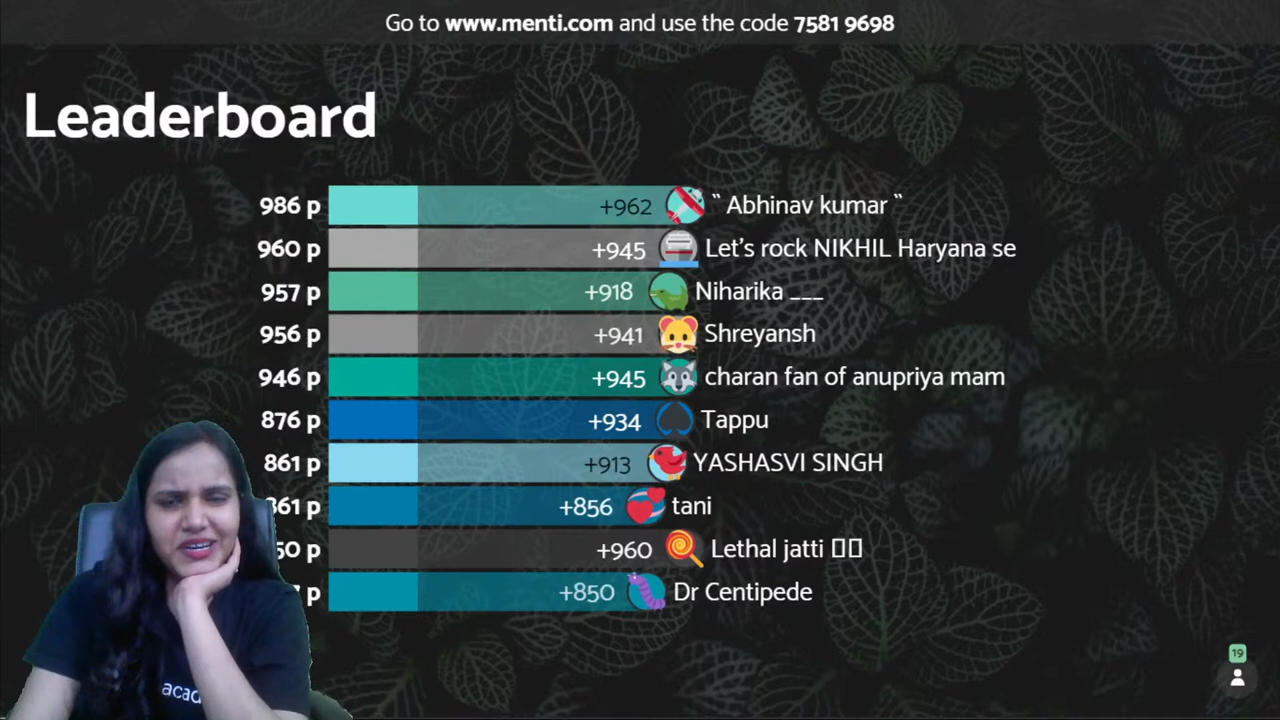 Go to www.menti.com and use the code 7581 9698
Leaderboard
986 p +962 `` Abhinav kumar ``
960 p +945 Let's rock NIKHIL Haryana se
957 p +918 Niharika ___
956 p +941 Shreyansh
946 p +945 charan fan of anupriya mam
876 p +934 Tappu
861 p +913 YASHASVI SINGH
p +856 tani
p +960 Lethal jatti
p +850 Dr Centipede
19